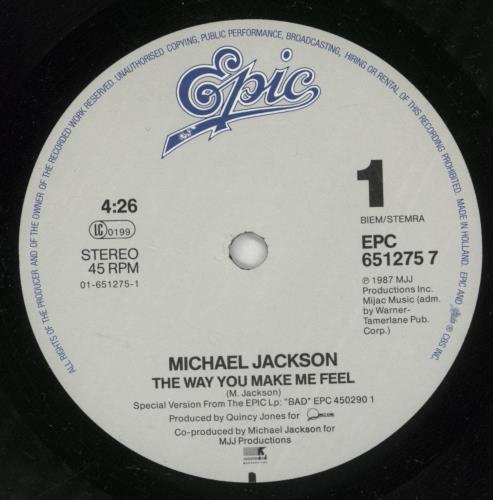 ALL RIGHTS OF THE PRODUCER AND OF THE OWNER OF THE RECORDED WORK RESERVED. UNAUTHORISED COPYING, PUBLIC PERFORMANCE, BROADCASTING, HIRING OR RENTAL OF THIS RECORDING PROHIBITED. MADE IN HOLLAND. EPIC AND Epic ® CBS INC.
Epic
4:26
LC 0199
STEREO
45 RPM
01-651275-1
1
BIEM/STEMRA
EPC
651275 7
℗ 1987 MJJ
Productions Inc.
Mijac Music (adm.
by Warner-
Tamerlane Pub.
Corp.)
MICHAEL JACKSON
THE WAY YOU MAKE ME FEEL
(M. Jackson)
Special Version From The EPIC Lp: "BAD" EPC 450290 1
Produced by Quincy Jones for
Co-produced by Michael Jackson for
MJJ Productions